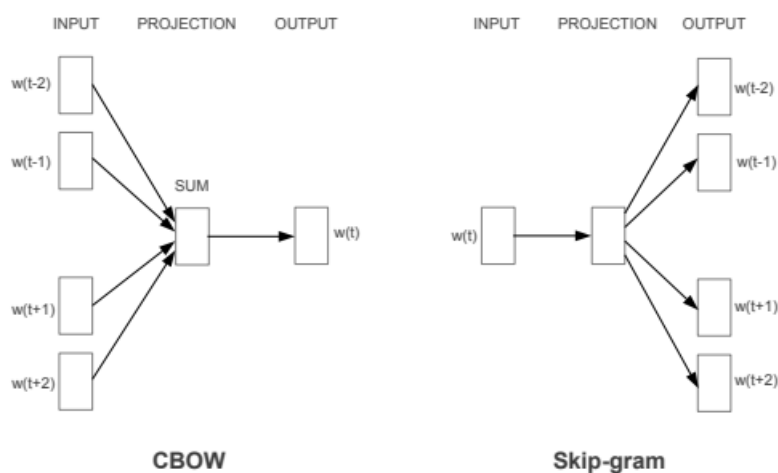 INPUT PROJECTION OUTPUT
w(t-2)
w(t-1)
SUM
w(t)
w(t+1)
w(t+2)
CBOW
INPUT PROJECTION OUTPUT
w(t-2)
w(t-1)
w(t)
w(t+1)
w(t+2)
Skip-gram